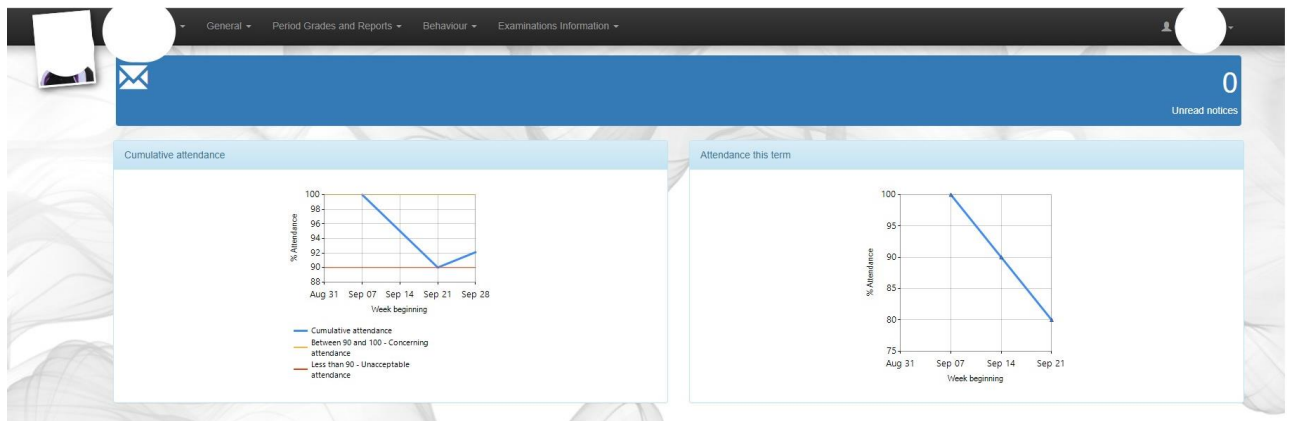 General Period Grades and Reports Behaviour Examinations Information
0
Unread notices
Cumulative attendance
100
98
96
94
92
90
88
% Attendance
Aug 31 Sep 07 Sep 14 Sep 21 Sep 28
Week beginning
Cumulative attendance
Between 90 and 100 - Concerning
attendance
Less than 90 - Unacceptable
attendance
Attendance this term
100
95
90
85
80
75
% Attendance
Aug 31 Sep 07 Sep 14 Sep 21
Week beginning